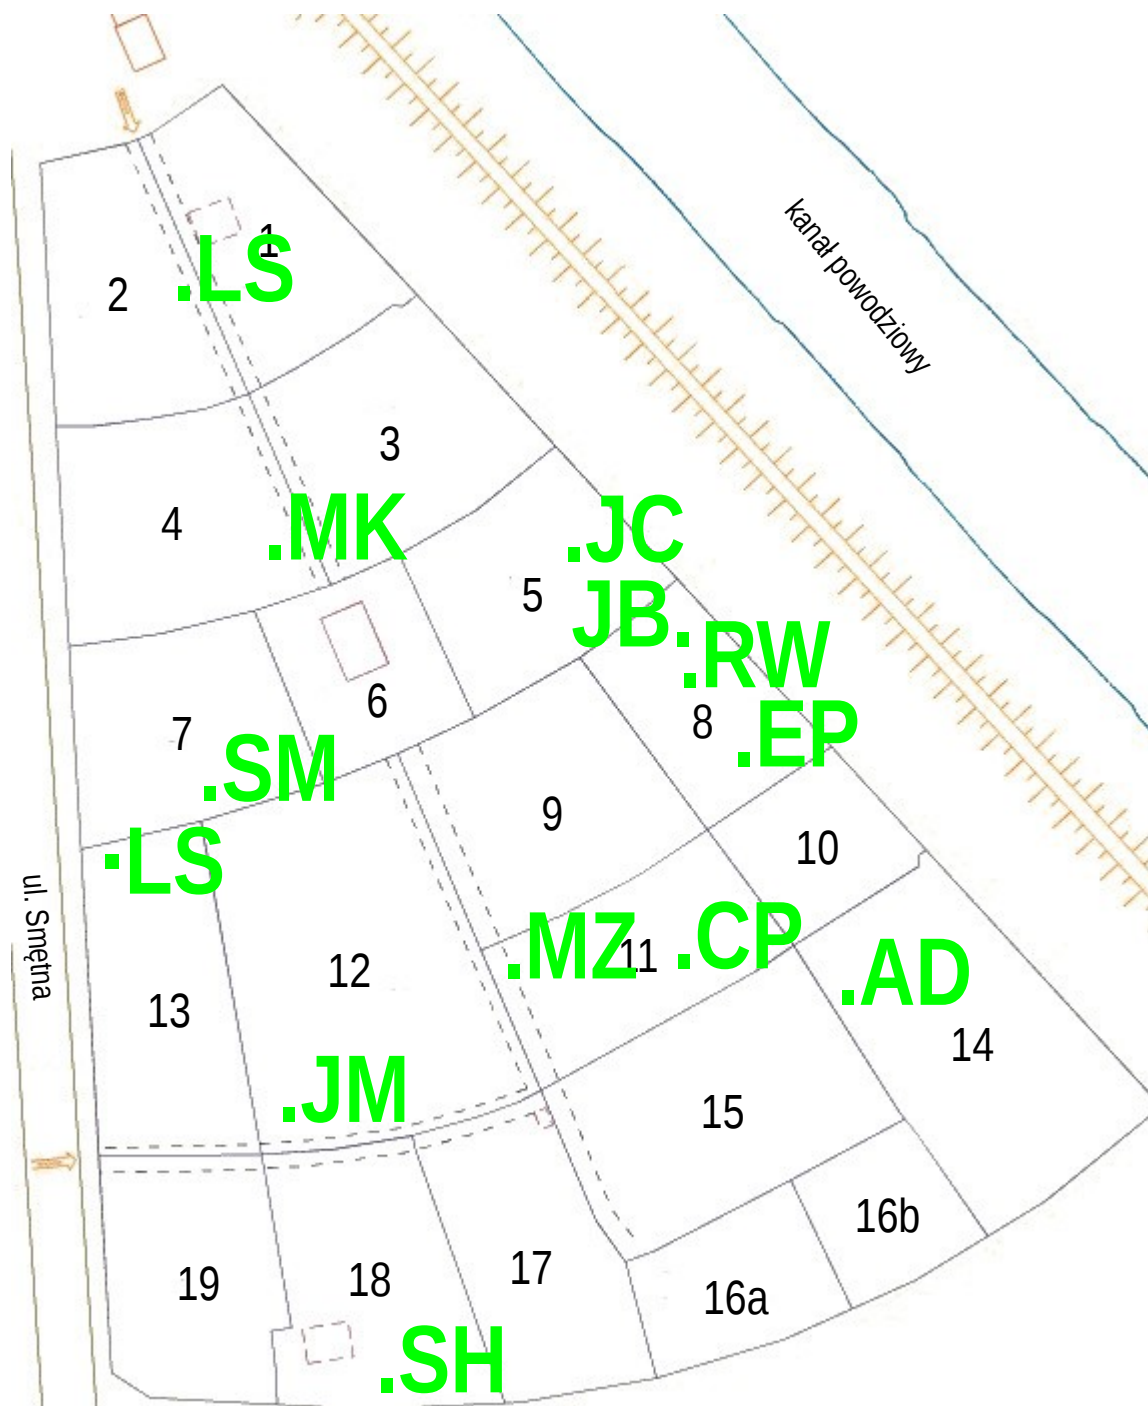 kanał powodziowy
1
.LS
2
3
.MK
4
.JC
5
JB.
.RW
6
8
.EP
7
.SM
9
.LS
10
.MZ
11
.CP
.AD
12
ul. Smętna
13
14
.JM
15
16b
17
18
19
16a
.SH